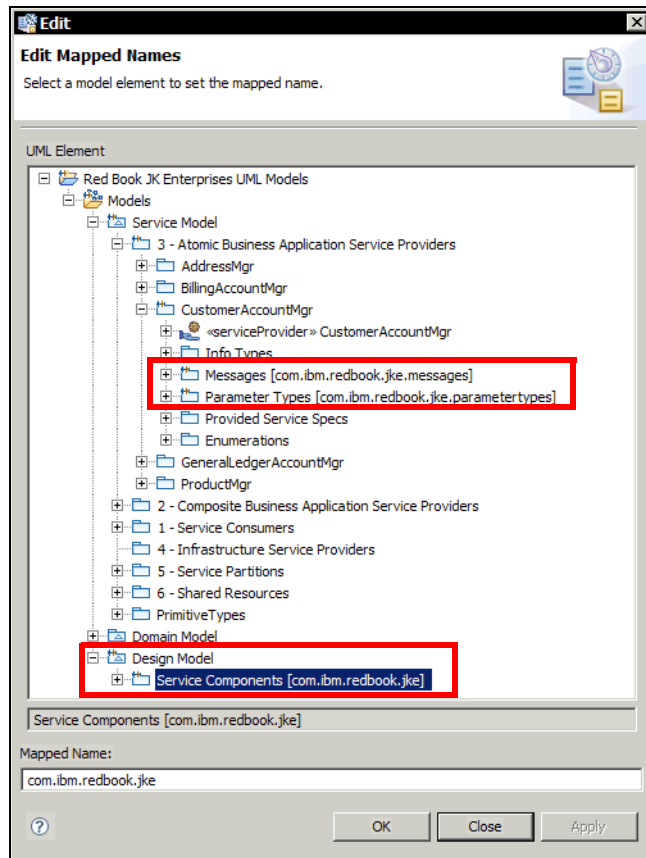 Edit
Edit Mapped Names
Select a model element to set the mapped name.
UML Element
Red Book JK Enterprises UML Models
Models
Service Model
3 - Atomic Business Application Service Providers
AddressMgr
BillingAccountMgr
CustomerAccountMgr
«serviceProvider» CustomerAccountMgr
Info Types
Messages [com.ibm.redbook.jke.messages]
Parameter Types [com.ibm.redbook.jke.parametertypes]
Provided Service Specs
Enumerations
GeneralLedgerAccountMgr
ProductMgr
2 - Composite Business Application Service Providers
1 - Service Consumers
4 - Infrastructure Service Providers
5 - Service Partitions
6 - Shared Resources
PrimitiveTypes
Domain Model
Design Model
Service Components [com.ibm.redbook.jke]
Service Components [com.ibm.redbook.jke]
Mapped Name:
com.ibm.redbook.jke
OK Close Apply